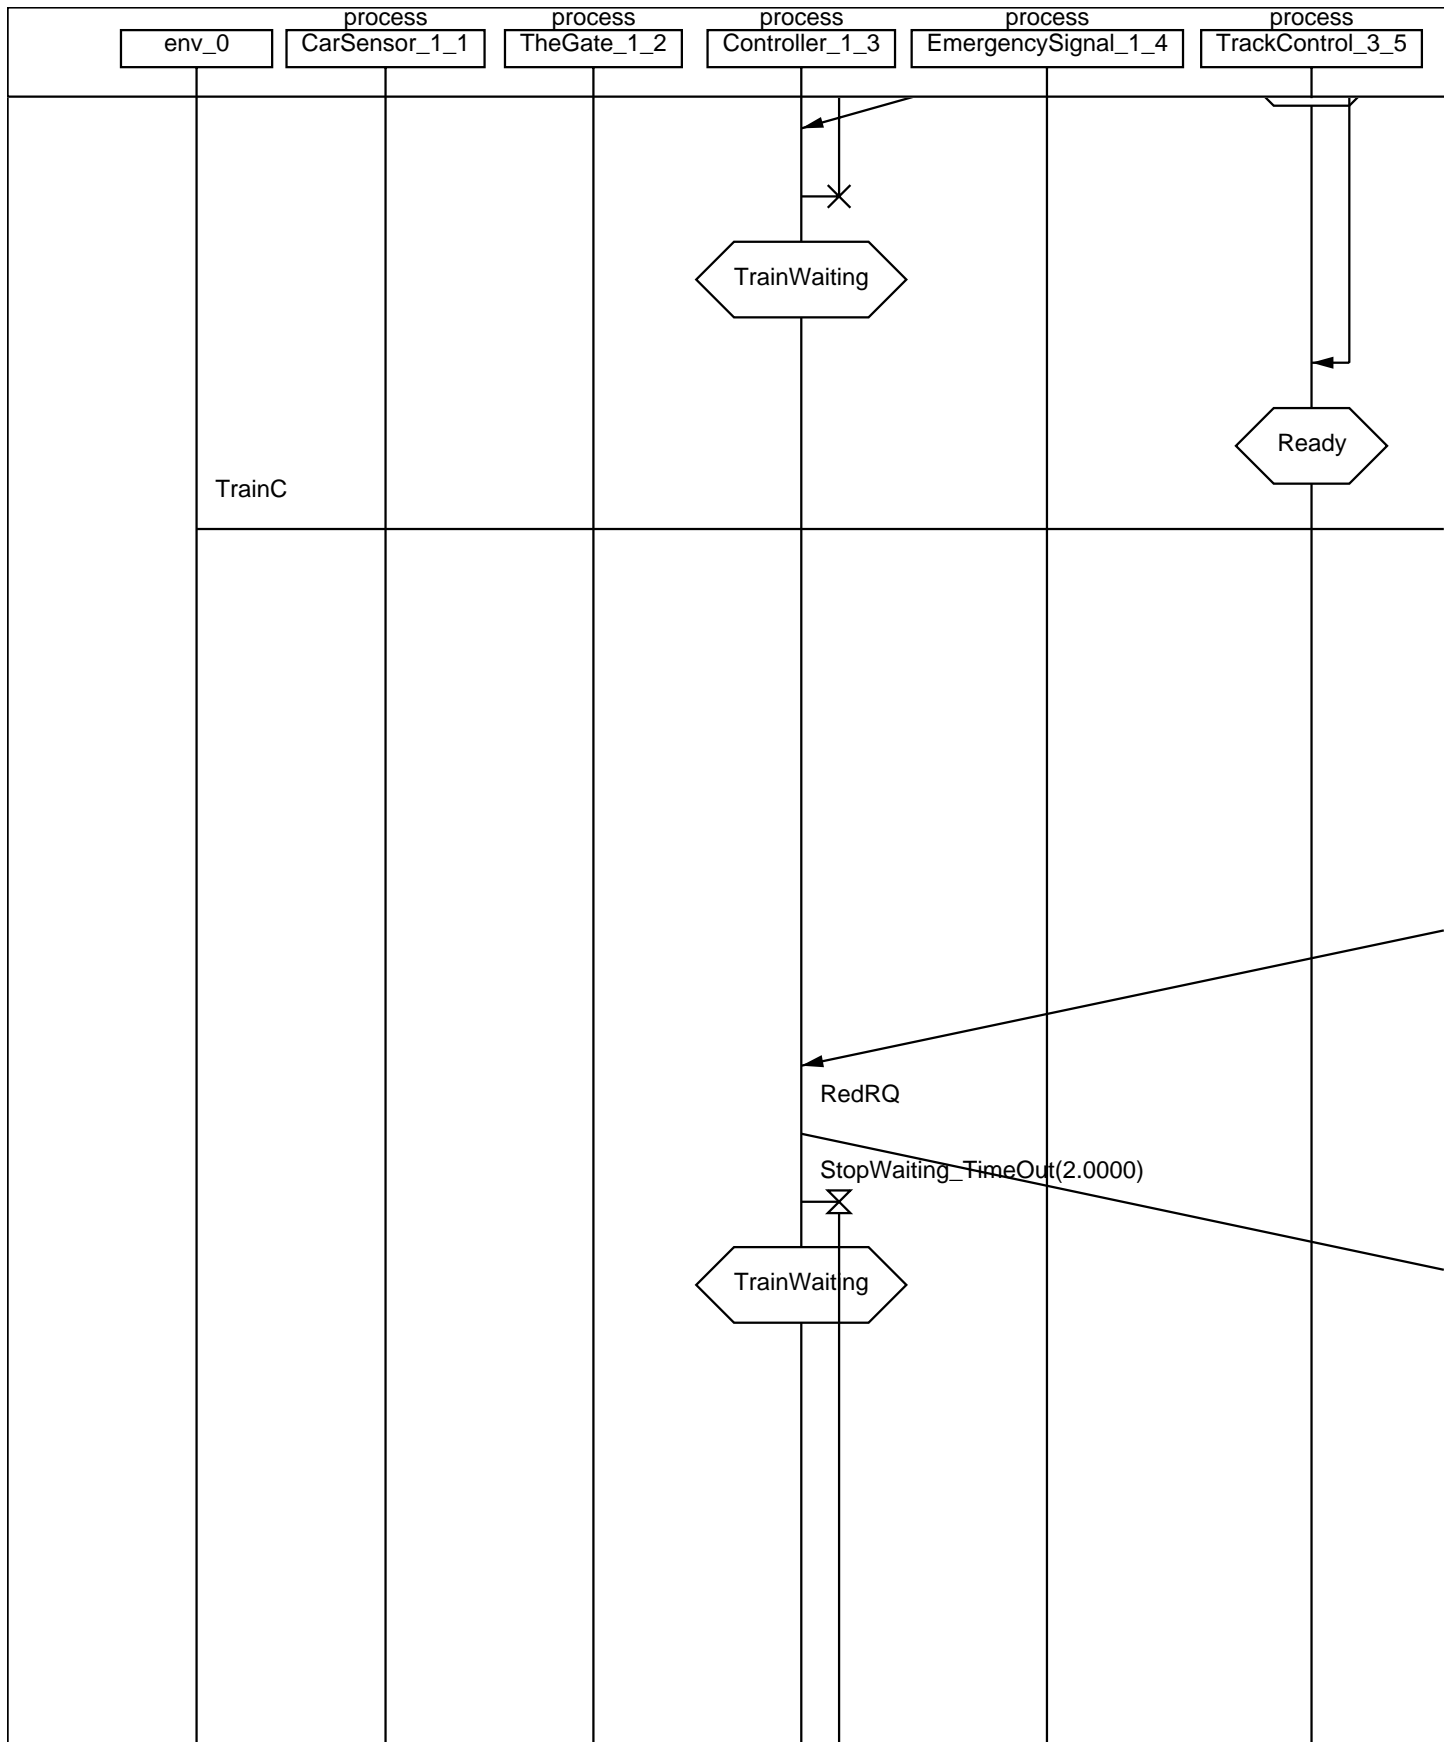 process process process process process
env_0 CarSensor_1_1 TheGate_1_2 Controller_1_3 EmergencySignal_1_4 TrackControl_3_5
TrainWaiting
Ready
TrainC
RedRQ
StopWaiting_TimeOut(2.0000)
TrainWaiting